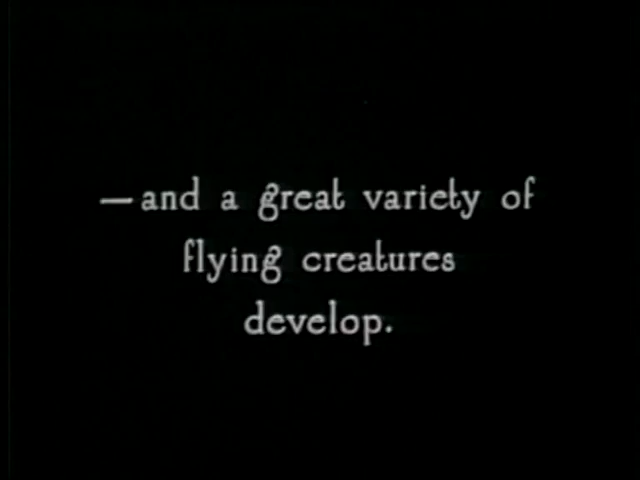 —and a great variety of
flying creatures
develop.